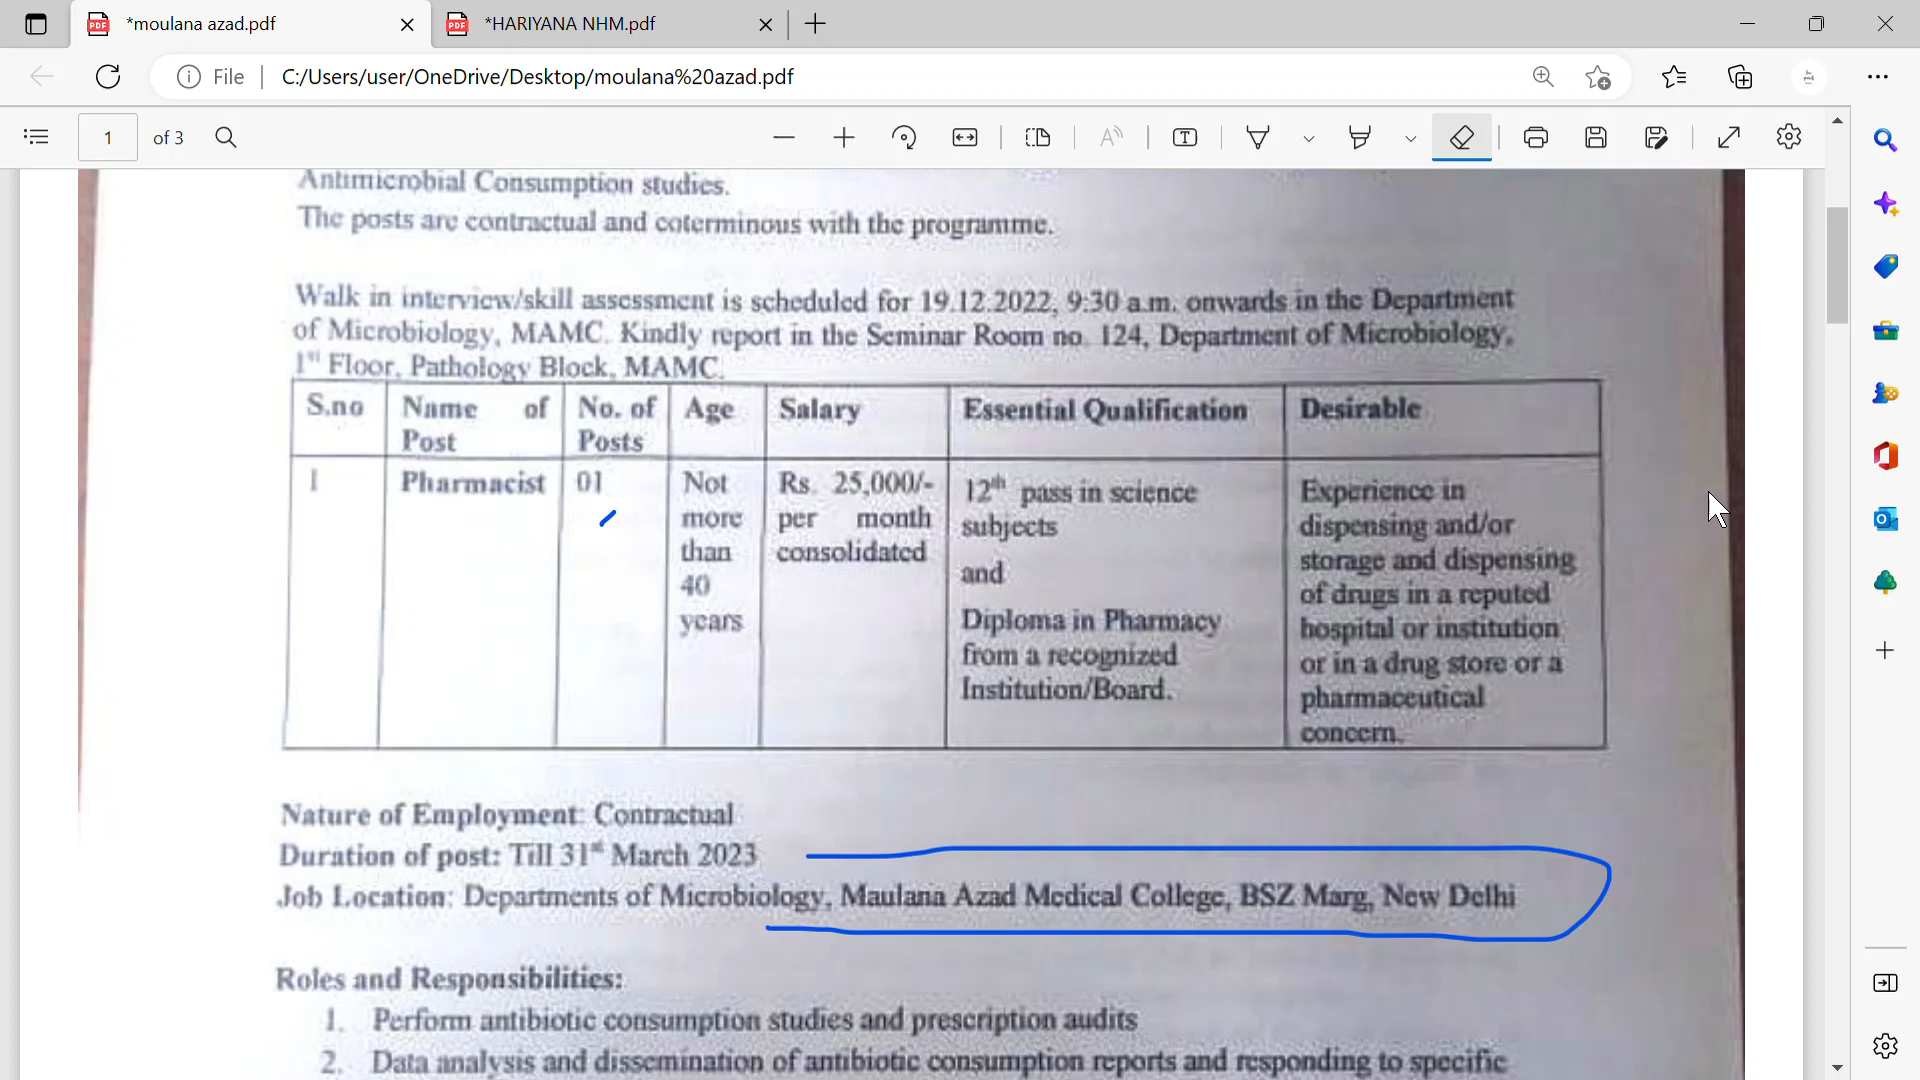 *moulana azad.pdf
*HARIYANA NHM.pdf
File
C:/Users/user/OneDrive/Desktop/moulana%20azad.pdf
1 of 3
Antimicrobial Consumption studies.
The posts are contractual and coterminous with the programme.
Walk in interview/skill assessment is scheduled for 19.12.2022, 9:30 a.m. onwards in the Department
of Microbiology, MAMC. Kindly report in the Seminar Room no. 124, Department of Microbiology,
1st Floor, Pathology Block, MAMC.
S.no
Name of
Post
No. of
Posts
Age
Salary
Essential Qualification
Desirable
1
Pharmacist
01
Not
more
than
40
years
Rs. 25,000/-
per month
consolidated
12th pass in science
subjects
and
Diploma in Pharmacy
from a recognized
Institution/Board.
Experience in
dispensing and/or
storage and dispensing
of drugs in a reputed
hospital or institution
or in a drug store or a
pharmaceutical
concern.
Nature of Employment: Contractual
Duration of post: Till 31st March 2023
Job Location: Departments of Microbiology, Maulana Azad Medical College, BSZ Marg, New Delhi
Roles and Responsibilities:
1. Perform antibiotic consumption studies and prescription audits
2. Data analysis and dissemination of antibiotic consumption reports and responding to specific